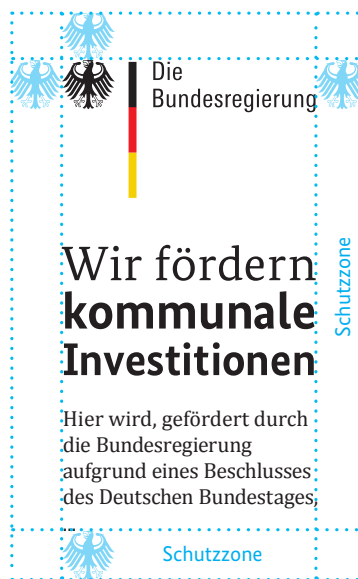 Die
Bundesregierung
Wir fördern
kommunale
Investitionen
Schutzzone
Hier wird, gefördert durch
die Bundesregierung
aufgrund eines Beschlusses
des Deutschen Bundestages,
...
Schutzzone